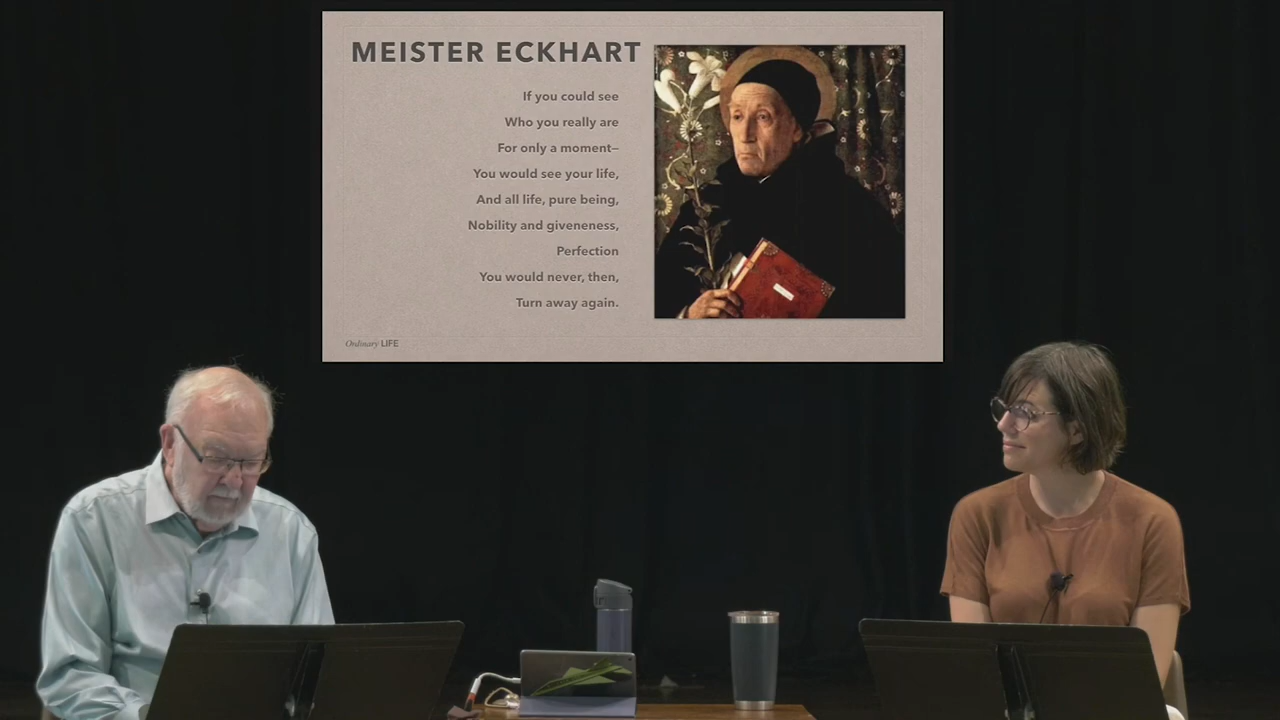 MEISTER ECKHART
If you could see
Who you really are
For only a moment—
You would see your life,
And all life, pure being,
Nobility and giveneness,
Perfection
You would never, then,
Turn away again.
Ordinary LIFE